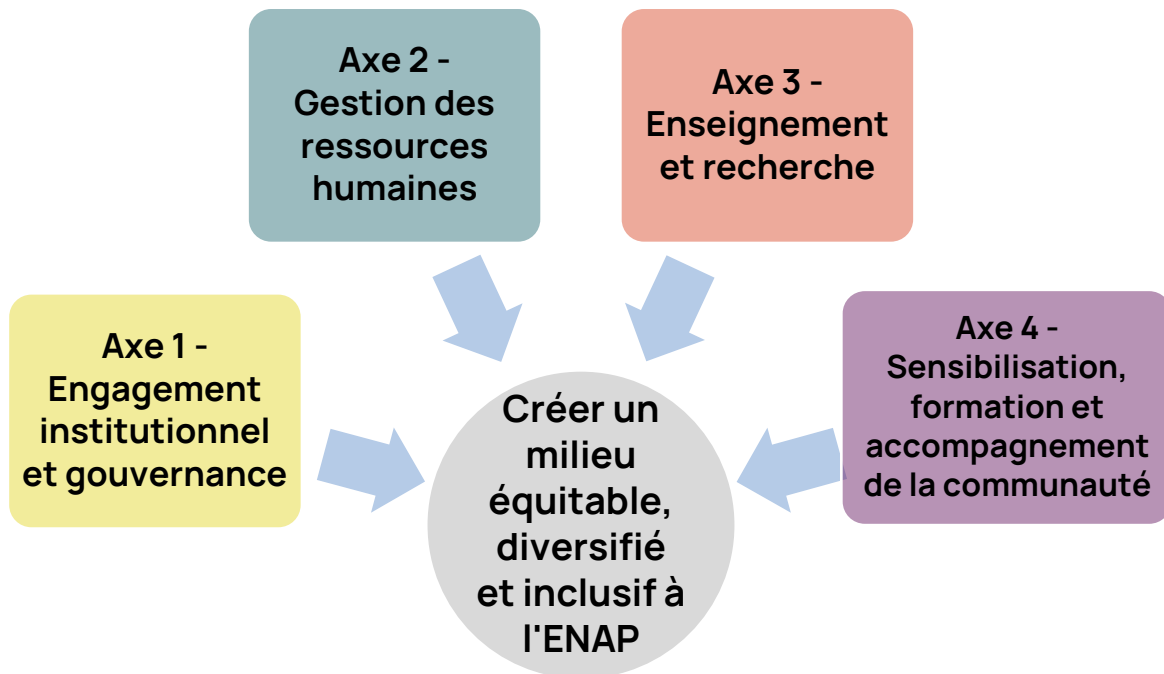 Axe 1 -
Engagement
institutionnel
et gouvernance
Axe 2 -
Gestion des
ressources
humaines
Axe 3 -
Enseignement
et recherche
Axe 4 -
Sensibilisation,
formation et
accompagnement
de la communauté
Créer un
milieu
équitable,
diversifié
et inclusif à
l'ENAP